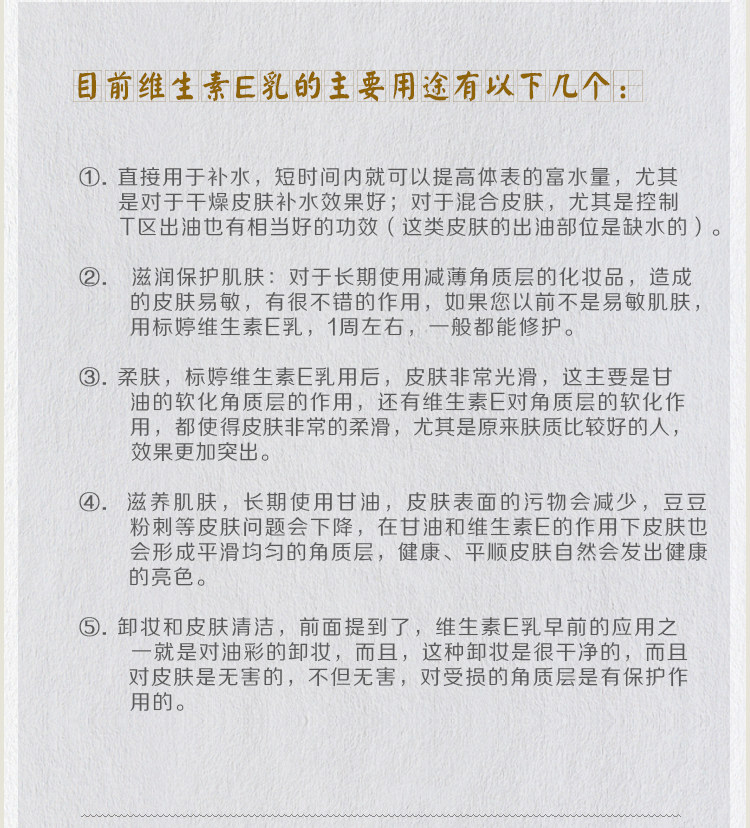 目前维生素E乳的主要用途有以下几个：
①. 直接用于补水，短时间内就可以提高体表的富水量，尤其
是对于干燥皮肤补水效果好；对于混合皮肤，尤其是控制
T区出油也有相当好的功效（这类皮肤的出油部位是缺水的）。
②. 滋润保护肌肤：对于长期使用减薄角质层的化妆品，造成
的皮肤易敏，有很不错的作用，如果您以前不是易敏肌肤，
用标婷维生素E乳，1周左右，一般都能修护。
③. 柔肤，标婷维生素E乳用后，皮肤非常光滑，这主要是甘
油的软化角质层的作用，还有维生素E对角质层的软化作
用，都使得皮肤非常的柔滑，尤其是原来肤质比较好的人，
效果更加突出。
④. 滋养肌肤，长期使用甘油，皮肤表面的污物会减少，豆豆
粉刺等皮肤问题会下降，在甘油和维生素E的作用下皮肤也
会形成平滑均匀的角质层，健康、平顺皮肤自然会发出健康
的亮色。
⑤. 卸妆和皮肤清洁，前面提到了，维生素E乳早前的应用之
一就是对油彩的卸妆，而且，这种卸妆是很干净的，而且
对皮肤是无害的，不但无害，对受损的角质层是有保护作
用的。